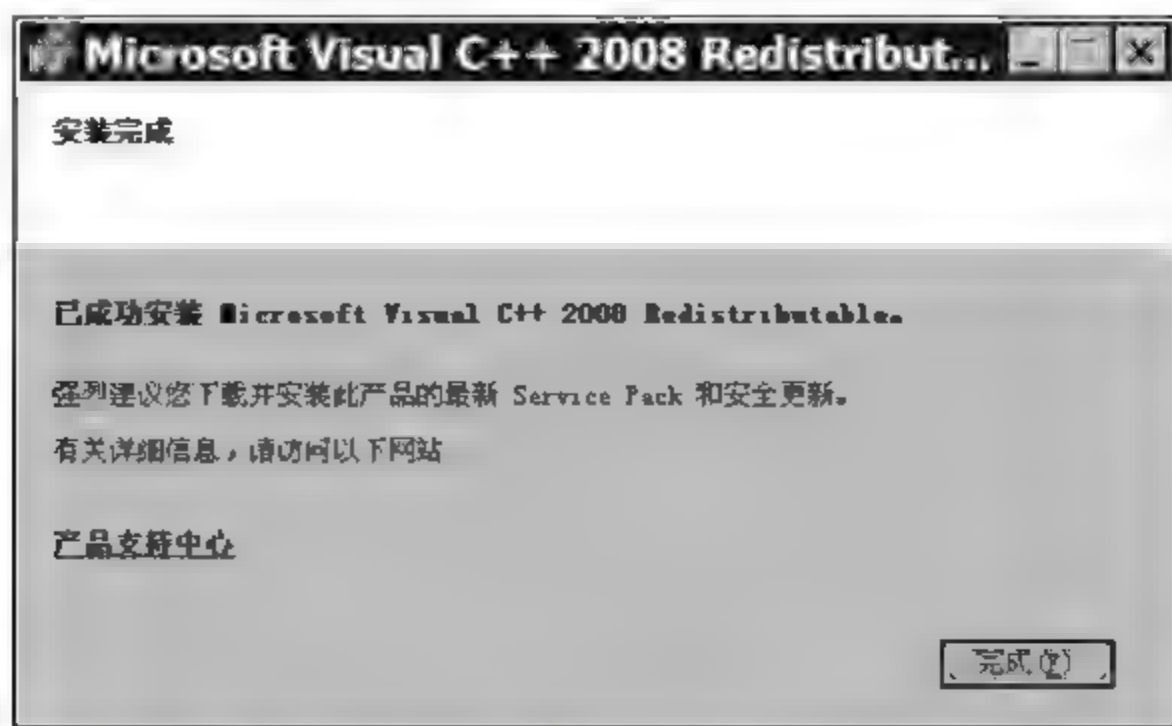 Microsoft Visual C++ 2008 Redistribut...
安装完成
已成功安装 Microsoft Visual C++ 2008 Redistributable。
强烈建议您下载并安装此产品的最新 Service Pack 和安全更新。
有关详细信息，请访问以下网站
产品支持中心
完成(F)